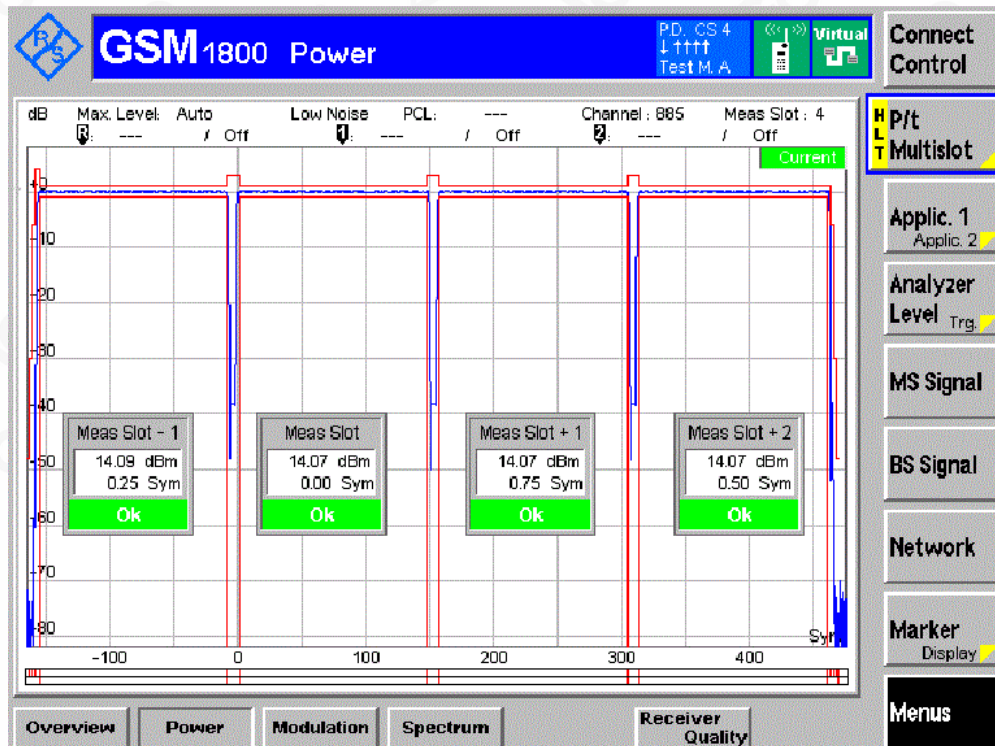 R S
GSM 1800 Power
P.D. CS 4
↓ ↑↑↑↑
Test M. A.
Virtual
Connect
Control
dB Max. Level: Auto Low Noise PCL: --- Channel : 885 Meas Slot : 4
R: --- / Off 1: --- / Off 2: --- / Off
Current
HLT
P/t
Multislot
+0
-10
-20
-30
-40
-50
-60
-70
-80
Meas Slot - 1
14.09 dBm
0.25 Sym
Ok
Meas Slot
14.07 dBm
0.00 Sym
Ok
Meas Slot + 1
14.07 dBm
0.75 Sym
Ok
Meas Slot + 2
14.07 dBm
0.50 Sym
Ok
Sym
-100 0 100 200 300 400
Applic. 1
Applic. 2
Analyzer
Level Trg.
MS Signal
BS Signal
Network
Marker
Display
Menus
Overview Power Modulation Spectrum Receiver
Quality